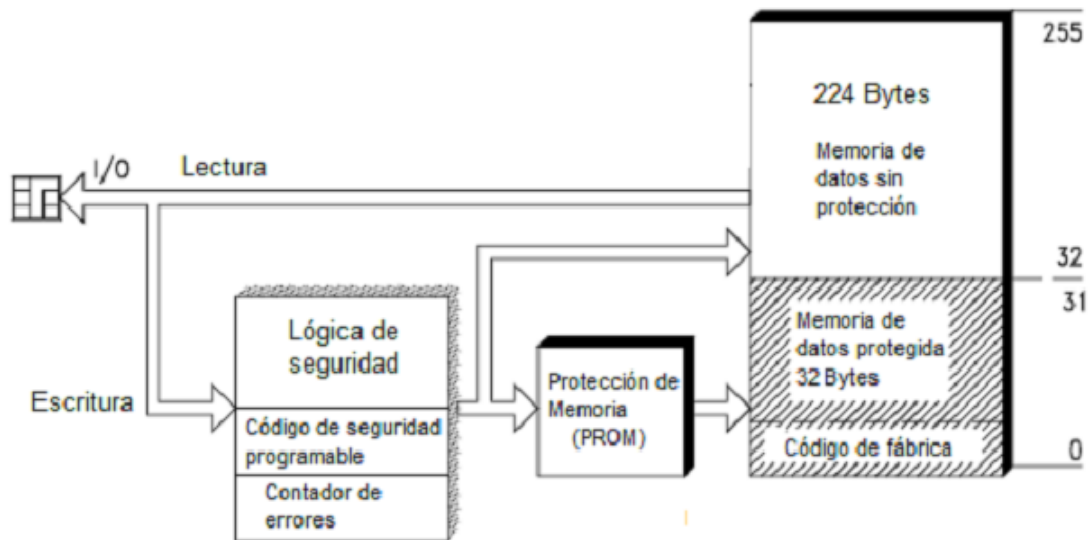 255
224 Bytes
Memoria de
datos sin
protección
I/O
Lectura
32
31
Memoria de
datos protegida
32 Bytes
Lógica de
seguridad
Protección de
Memoria
(PROM)
Escritura
Código de seguridad
programable
Código de fábrica
0
Contador de
errores